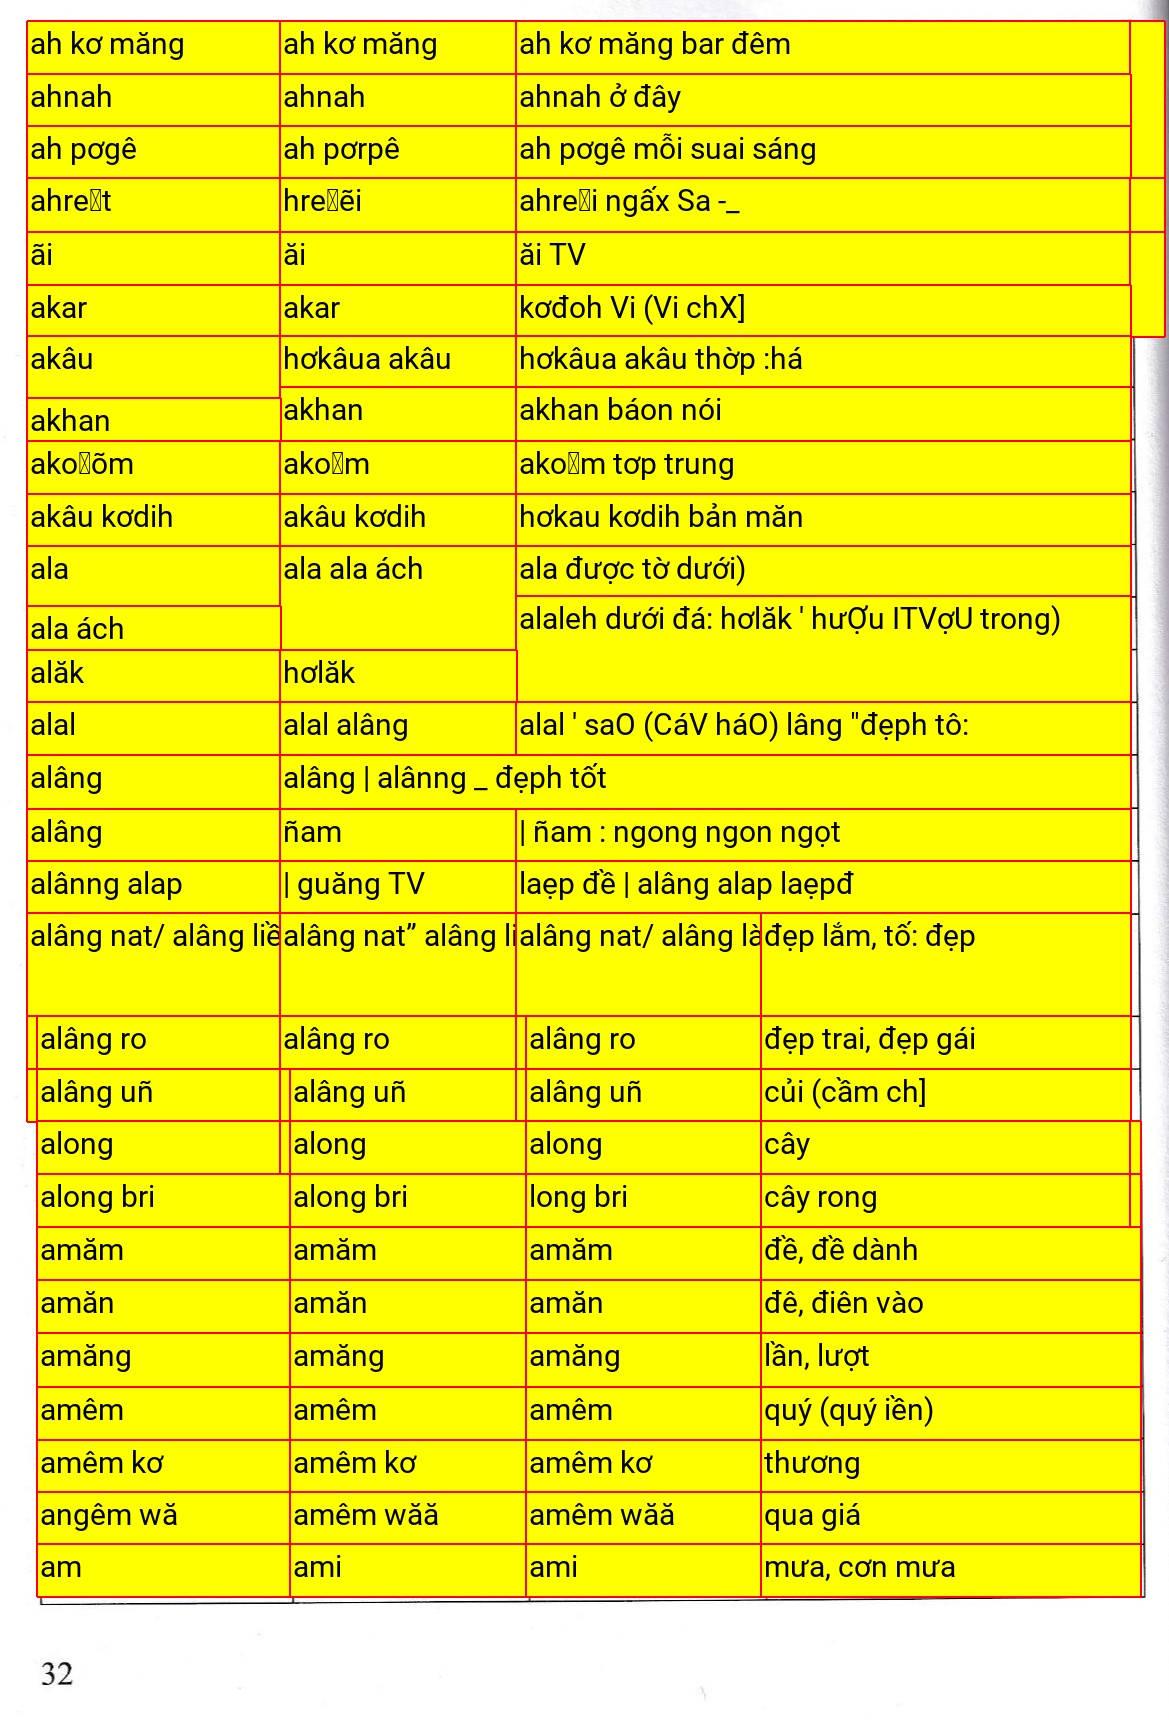 ah kơ măng ah kơ măng ah kơ măng bar đêm
ahnah ahnah ahnah ở đây
ah pơgê ah pơrpê ah pơgê mỗi suai sáng
ahre▯t hre▯ẽi ahre▯i ngấx Sa -_
ãi ăi ăi TV
akar akar kơđoh Vi (Vi chX]
akâu hơkâua akâu hơkâua akâu thờp :há
akhan akhan akhan báon nói
ako▯õm ako▯m ako▯m tơp trung
akâu kơdih akâu kơdih hơkau kơdih bản măn
ala ala ala ách ala được tờ dưới)
ala ách alaleh dưới đá: hơlăk ' hưỢu ITVợU trong)
alăk hơlăk
alal alal alâng alal ' saO (CáV háO) lâng "đẹph tô:
alâng alâng | alânng _ đẹph tốt
alâng ñam | ñam : ngong ngon ngọt
alânng alap | guăng TV laẹp đề | alâng alap laẹpđ
alâng nat/ alâng liề alâng nat” alâng li alâng nat/ alâng là đẹp lắm, tố: đẹp
alâng ro alâng ro alâng ro đẹp trai, đẹp gái
alâng uñ alâng uñ alâng uñ củi (cầm ch]
along along along cây
along bri along bri long bri cây rong
amăm amăm amăm đề, đề dành
amăn amăn amăn đê, điên vào
amăng amăng amăng lần, lượt
amêm amêm amêm quý (quý iền)
amêm kơ amêm kơ amêm kơ thương
angêm wă amêm wăă amêm wăă qua giá
am ami ami mưa, cơn mưa
32